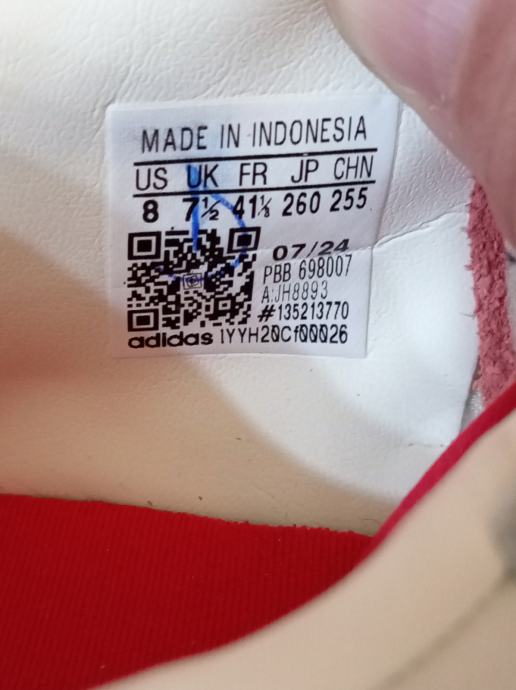 MADE IN INDONESIA
US UK FR JP CHN
8 7½ 41⅓ 260 255
07/24
PBB 698007
A:JH8893
#135213770
adidas 1YYH20Cf00026